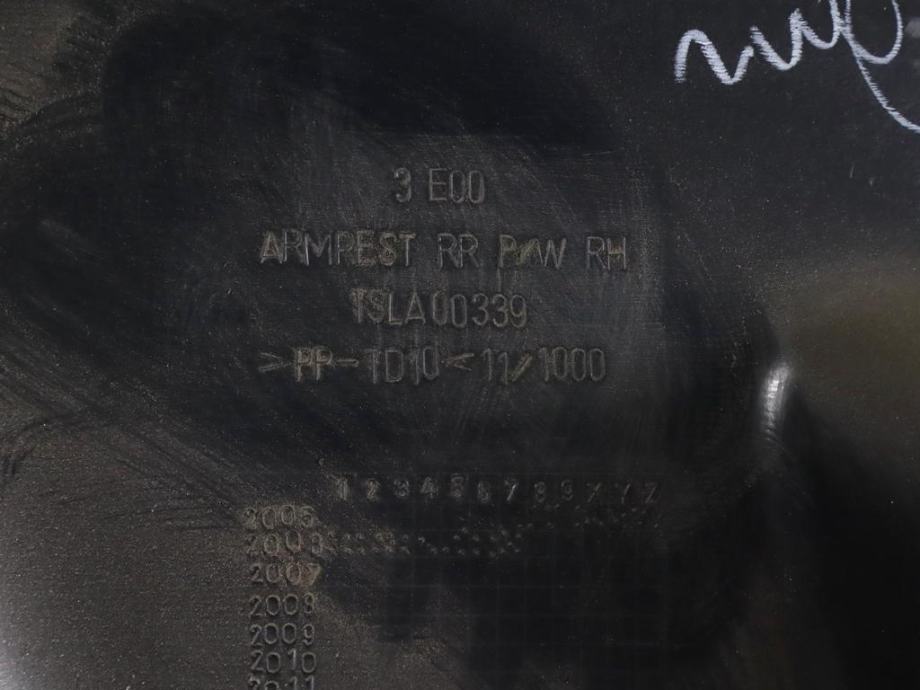 3 E00
ARMREST RR P/W RH
TSLA00339
>PP-TD10<11/1000
1 2 3 4 5 6 7 8 9 X Y Z
2005
2006
2007
2008
2009
2010
2011